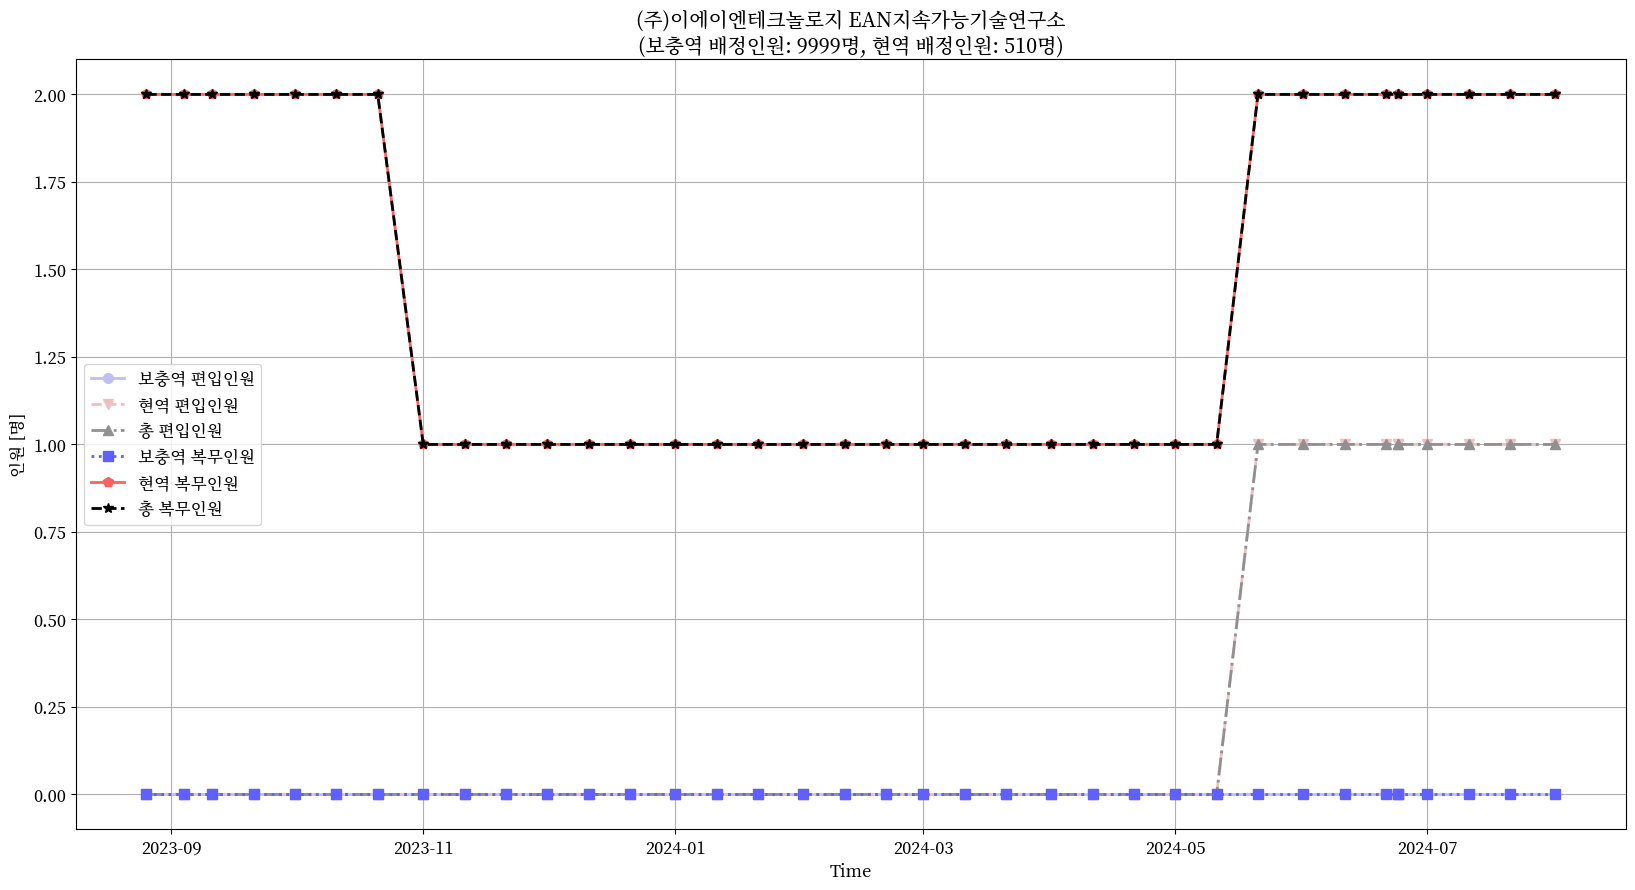 (주)이에이엔테크놀로지 EAN지속가능기술연구소
(보충역 배정인원: 9999명, 현역 배정인원: 510명)
2.00
1.75
1.50
1.25
1.00
0.75
0.50
0.25
0.00
인원 [명]
보충역 편입인원
현역 편입인원
총 편입인원
보충역 복무인원
현역 복무인원
총 복무인원
2023-09
2023-11
2024-01
2024-03
2024-05
2024-07
Time